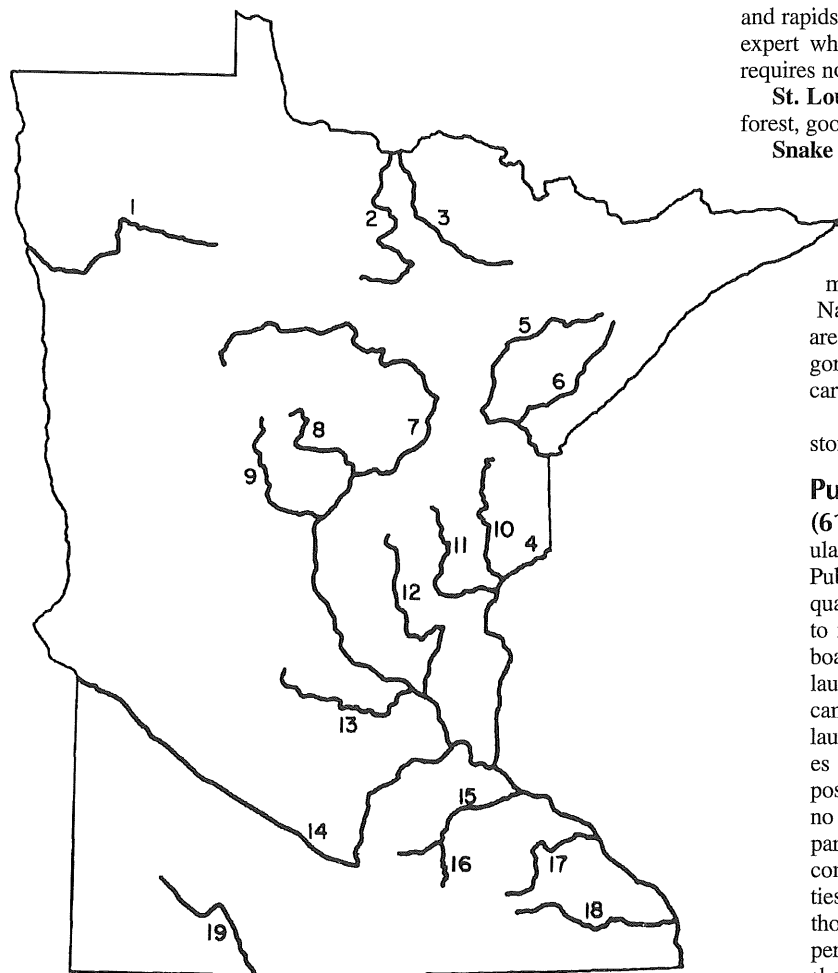 and rapids
expert wh
requires no
St. Lou
forest, goo
Snake
1
2
3
5
6
7
8
9
10
11
4
12
13
14
15
16
17
18
19
m
Na
are
gor
car
sto
Pu
(6
ula
Pub
qua
to
boa
lau
can
lau
es
pos
no
par
con
ties
tho
per